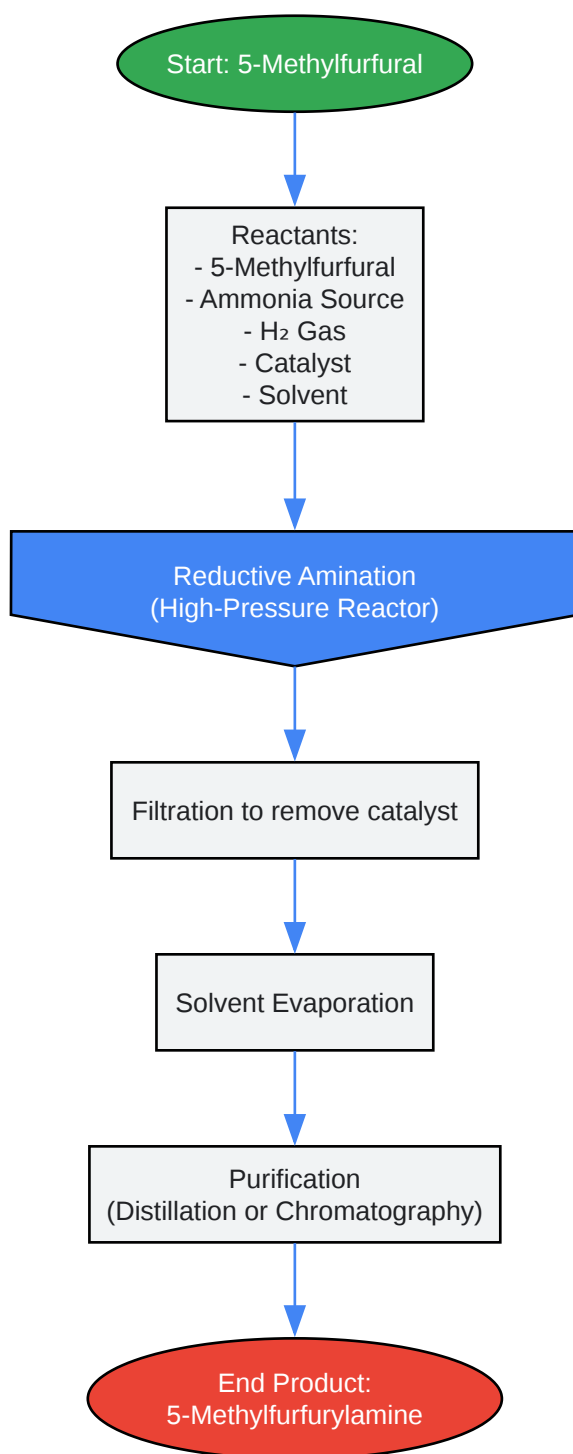 Start: 5-Methylfurfural
Reactants:
- 5-Methylfurfural
- Ammonia Source
- H₂ Gas
- Catalyst
- Solvent
Reductive Amination
(High-Pressure Reactor)
Filtration to remove catalyst
Solvent Evaporation
Purification
(Distillation or Chromatography)
End Product:
5-Methylfurfurylamine